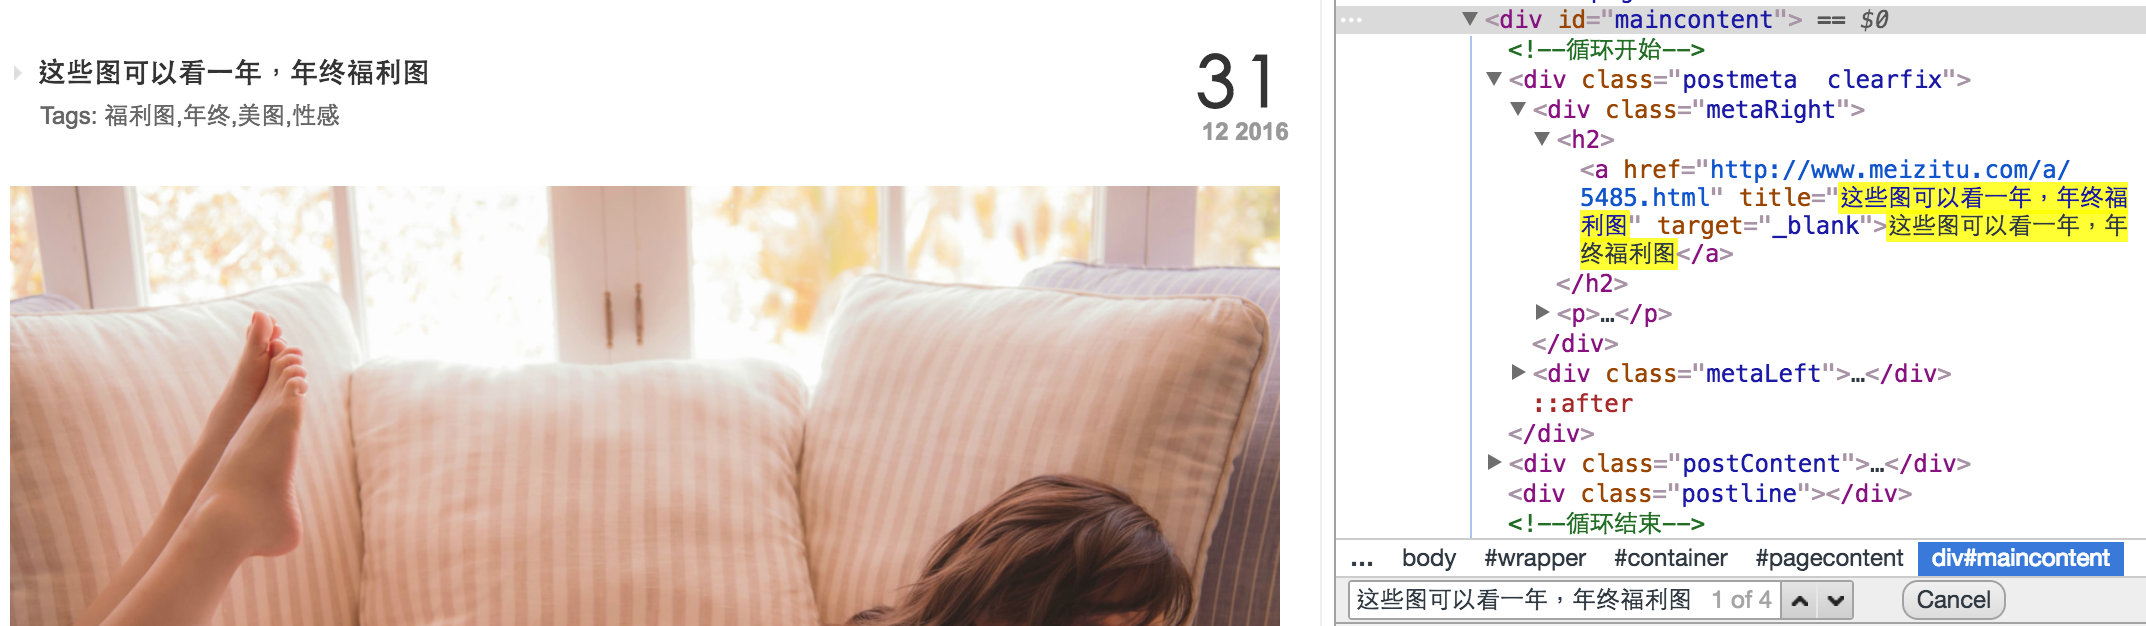 这些图可以看一年，年终福利图
Tags: 福利图,年终,美图,性感
31
12 2016
<div id="maincontent"> == $0
<!--循环开始-->
<div class="postmeta  clearfix">
<div class="metaRight">
<h2>
<a href="http://www.meizitu.com/a/
5485.html" title="这些图可以看一年，年终福
利图" target="_blank">这些图可以看一年，年
终福利图</a>
</h2>
<p>…</p>
</div>
<div class="metaLeft">…</div>
::after
</div>
<div class="postContent">…</div>
<div class="postline"></div>
<!--循环结束-->
... body #wrapper #container #pagecontent div#maincontent
这些图可以看一年，年终福利图 1 of 4 Cancel